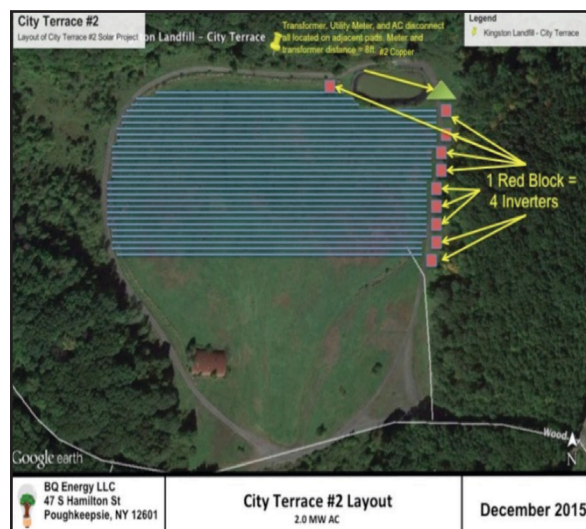 City Terrace #2
Layout of City Terrace #2 Solar Project
on Landfill - City Terrace
Transformer, Utility Meter, and AC disconnect
all located on adjacent pads. Meter and
transformer distance = 8ft. #2 Copper
Legend
Kingston Landfill - City Terrace
1 Red Block =
4 Inverters
Google earth
N
BQ Energy LLC
47 S Hamilton St
Poughkeepsie, NY 12601
City Terrace #2 Layout
2.0 MW AC
December 2015